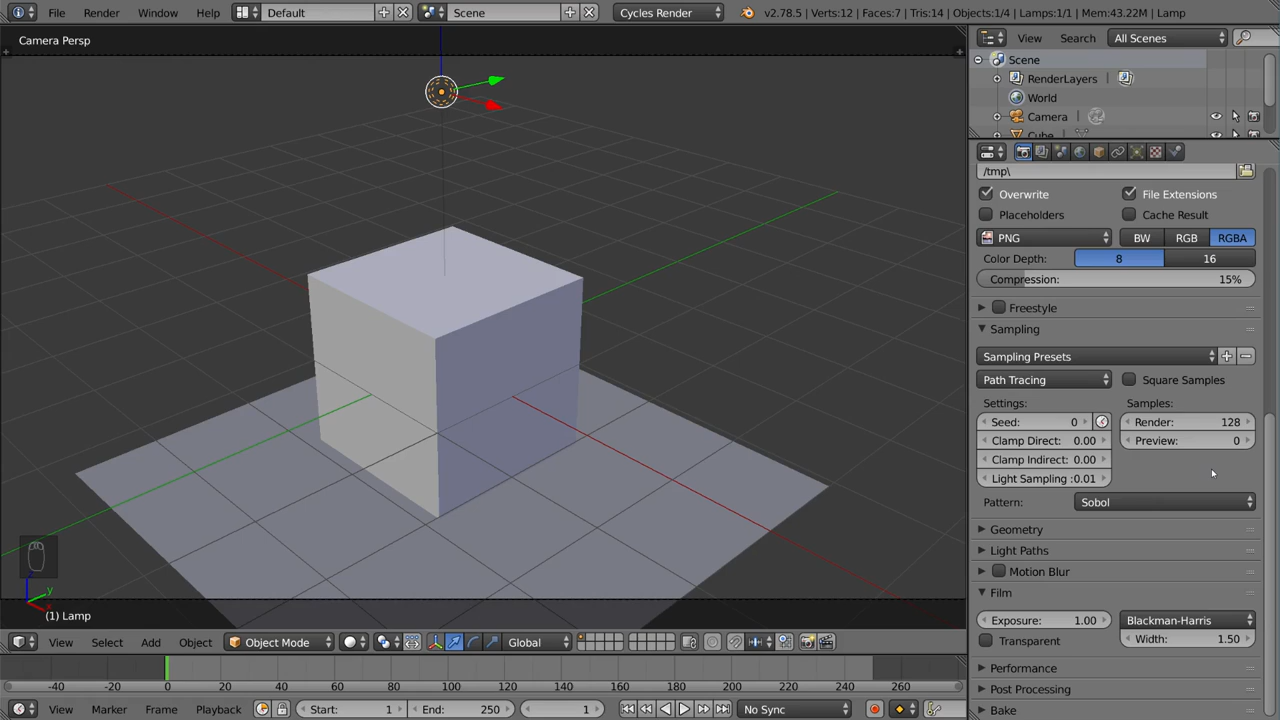 File Render Window Help Default Scene Cycles Render v2.78.5 | Verts:12 | Faces:7 | Tris:14 | Objects:1/4 | Lamps:1/1 | Mem:43.22M | Lamp
Camera Persp
View Search All Scenes
Scene
RenderLayers
World
Camera
Cube
/tmp\
Overwrite File Extensions
Placeholders Cache Result
PNG BW RGB RGBA
Color Depth: 8 16
Compression: 15%
Freestyle
Sampling
Sampling Presets
Path Tracing Square Samples
Settings: Samples:
Seed: 0 Render: 128
Clamp Direct: 0.00 Preview: 0
Clamp Indirect: 0.00
Light Sampling :0.01
Pattern: Sobol
Geometry
Light Paths
Motion Blur
Film
Exposure: 1.00 Blackman-Harris
Transparent Width: 1.50
Performance
Post Processing
Bake
z
y
x
(1) Lamp
View Select Add Object Object Mode Global
-40 -20 0 20 40 60 80 100 120 140 160 180 200 220 240 260
View Marker Frame Playback Start: 1 End: 250 1 No Sync